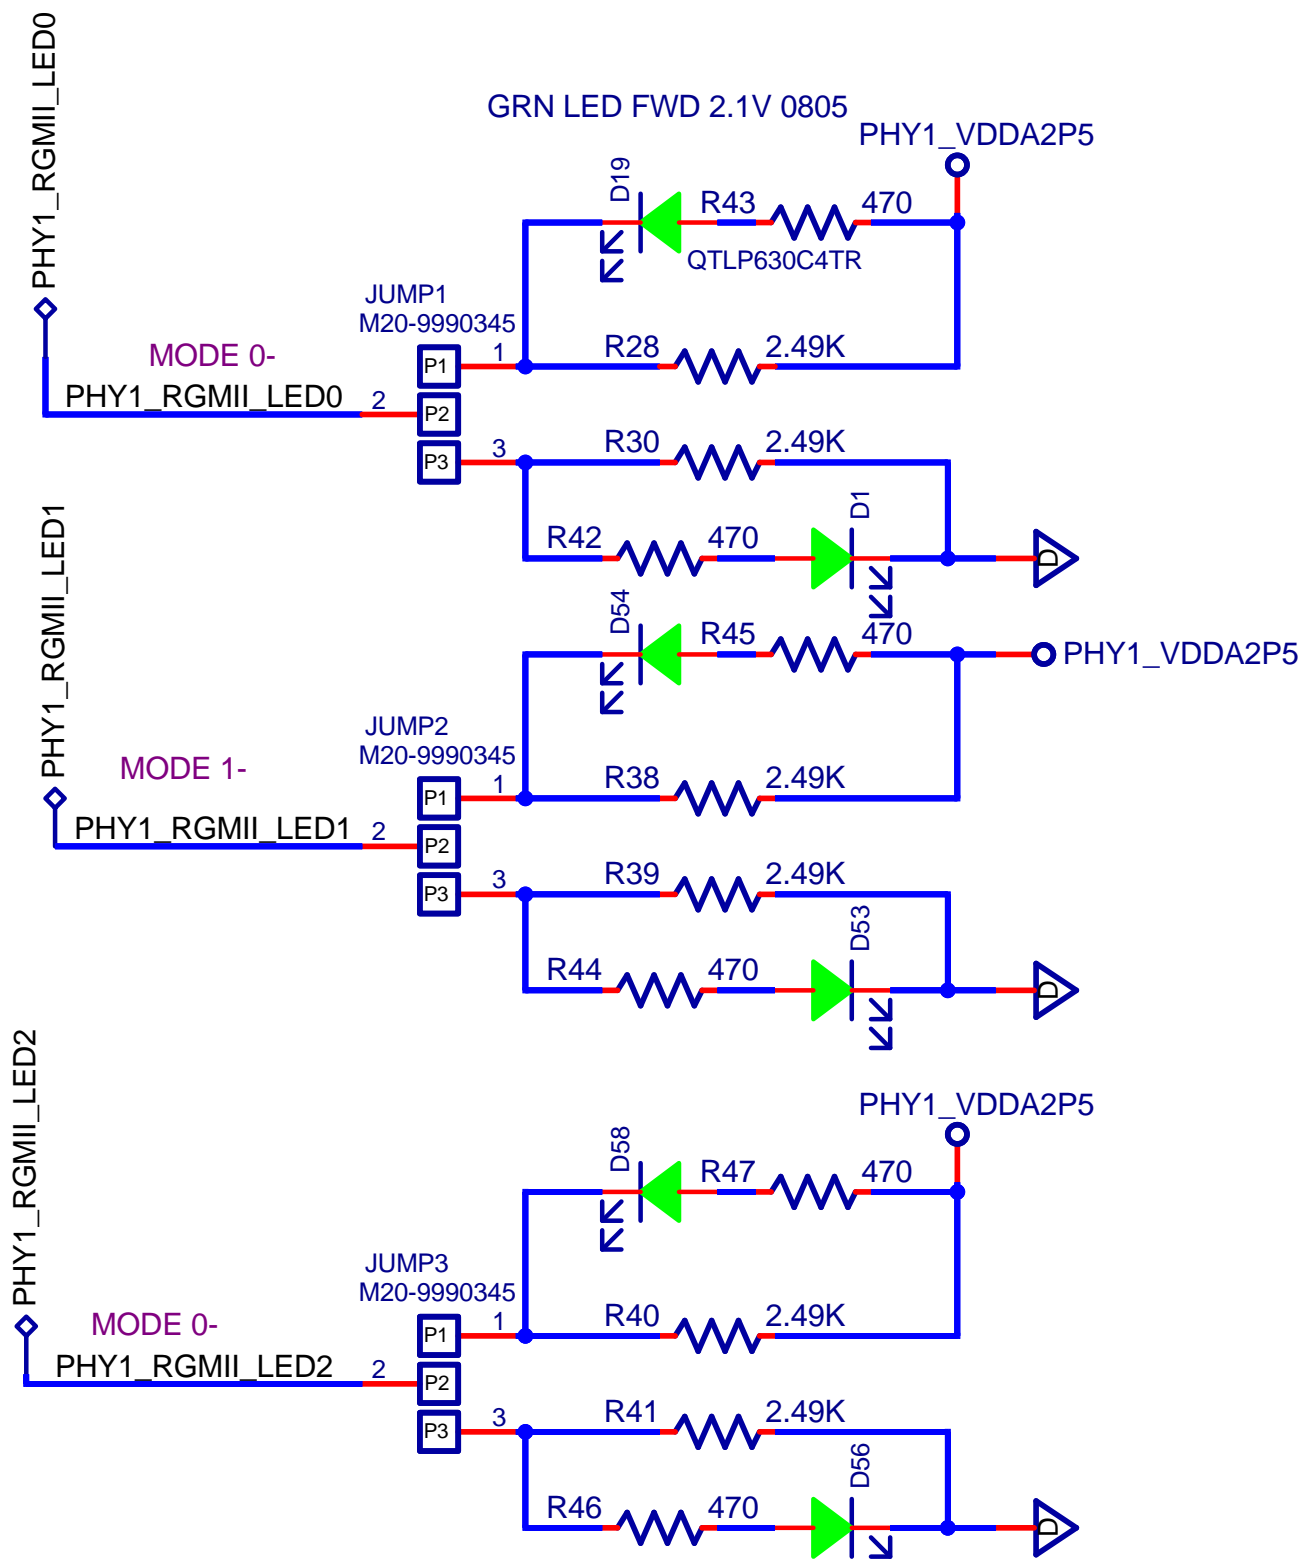 PHY1_RGMII_LED0
GRN LED FWD 2.1V 0805
PHY1_VDDA2P5
D19
R43
470
QTLP630C4TR
JUMP1
M20-9990345
MODE 0-
P1
1
R28
2.49K
PHY1_RGMII_LED0
2
P2
P3
3
R30
2.49K
D1
R42
470
D
PHY1_RGMII_LED1
D54
R45
470
PHY1_VDDA2P5
JUMP2
M20-9990345
MODE 1-
P1
1
R38
2.49K
PHY1_RGMII_LED1
2
P2
P3
3
R39
2.49K
D53
R44
470
D
PHY1_RGMII_LED2
PHY1_VDDA2P5
D58
R47
470
JUMP3
M20-9990345
MODE 0-
P1
1
R40
2.49K
PHY1_RGMII_LED2
2
P2
P3
3
R41
2.49K
D56
R46
470
D